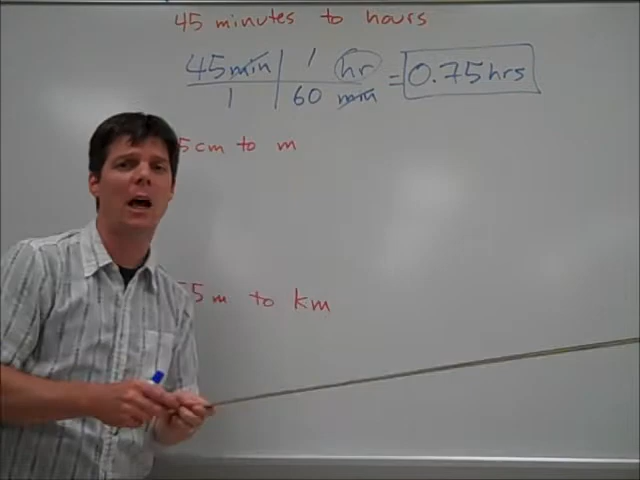 45 minutes to hours
45 min 1 hr = 0.75 hrs
1 60 min
5 cm to m
5 m to km